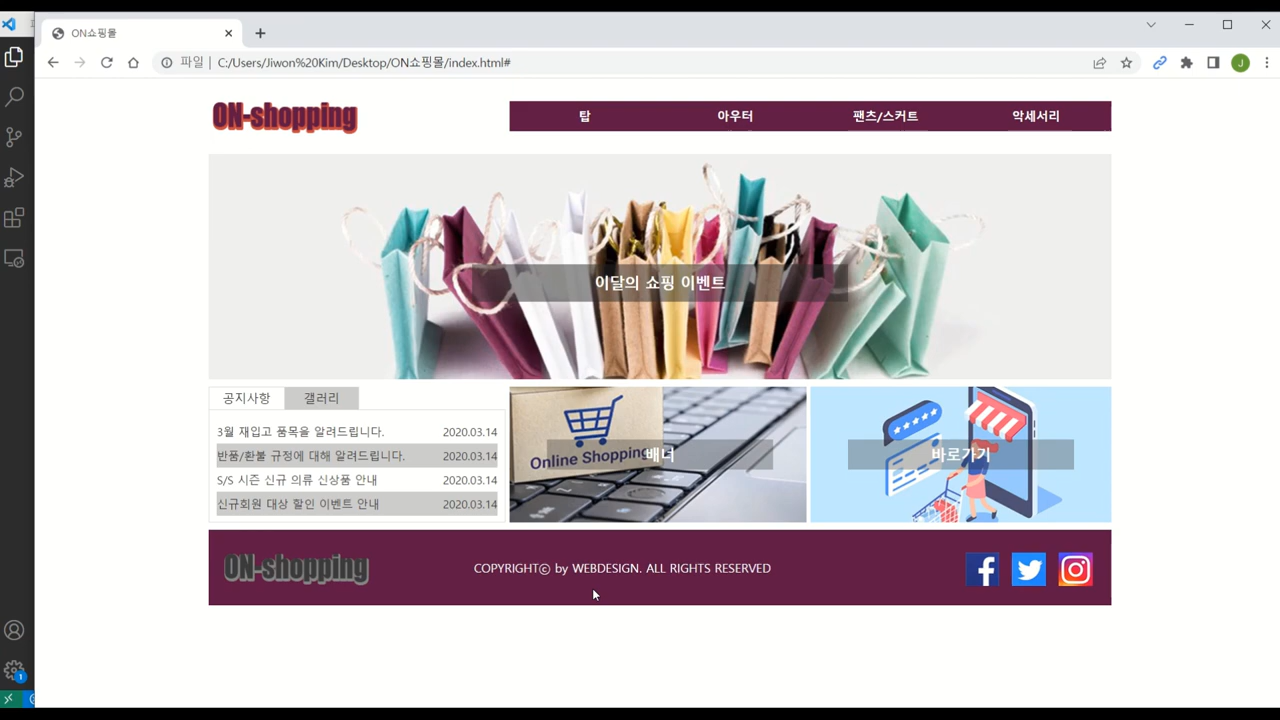 ON쇼핑몰
파일 | C:/Users/Jiwon%20Kim/Desktop/ON쇼핑몰/index.html#
J
ON-shopping
탑 아우터 팬츠/스커트 악세서리
이달의 쇼핑 이벤트
공지사항 갤러리
3월 재입고 품목을 알려드립니다. 2020.03.14
반품/환불 규정에 대해 알려드립니다. 2020.03.14
S/S 시즌 신규 의류 신상품 안내 2020.03.14
신규회원 대상 할인 이벤트 안내 2020.03.14
Online Shopping
배너
바로가기
ON-shopping
COPYRIGHTⓒ by WEBDESIGN. ALL RIGHTS RESERVED
1